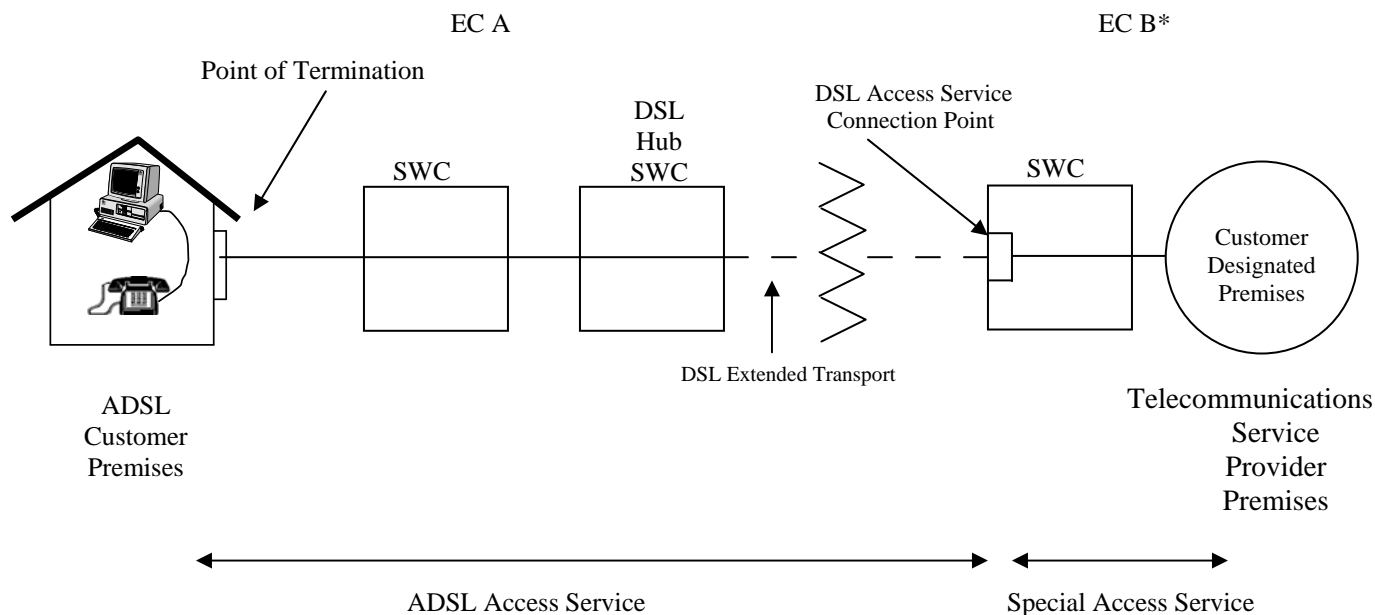 EC A
EC B*
Point of Termination
DSL Access Service
Connection Point
DSL
Hub
SWC
SWC
SWC
Customer
Designated
Premises
DSL Extended Transport
ADSL
Customer
Premises
Telecommunications
Service
Provider
Premises
ADSL Access Service
Special Access Service